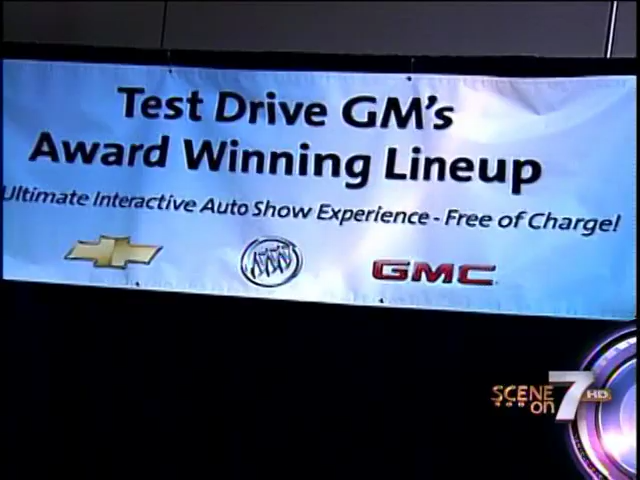 Test Drive GM's
Award Winning Lineup
Ultimate Interactive Auto Show Experience - Free of Charge!
GMC
SCENE
on 7 HD